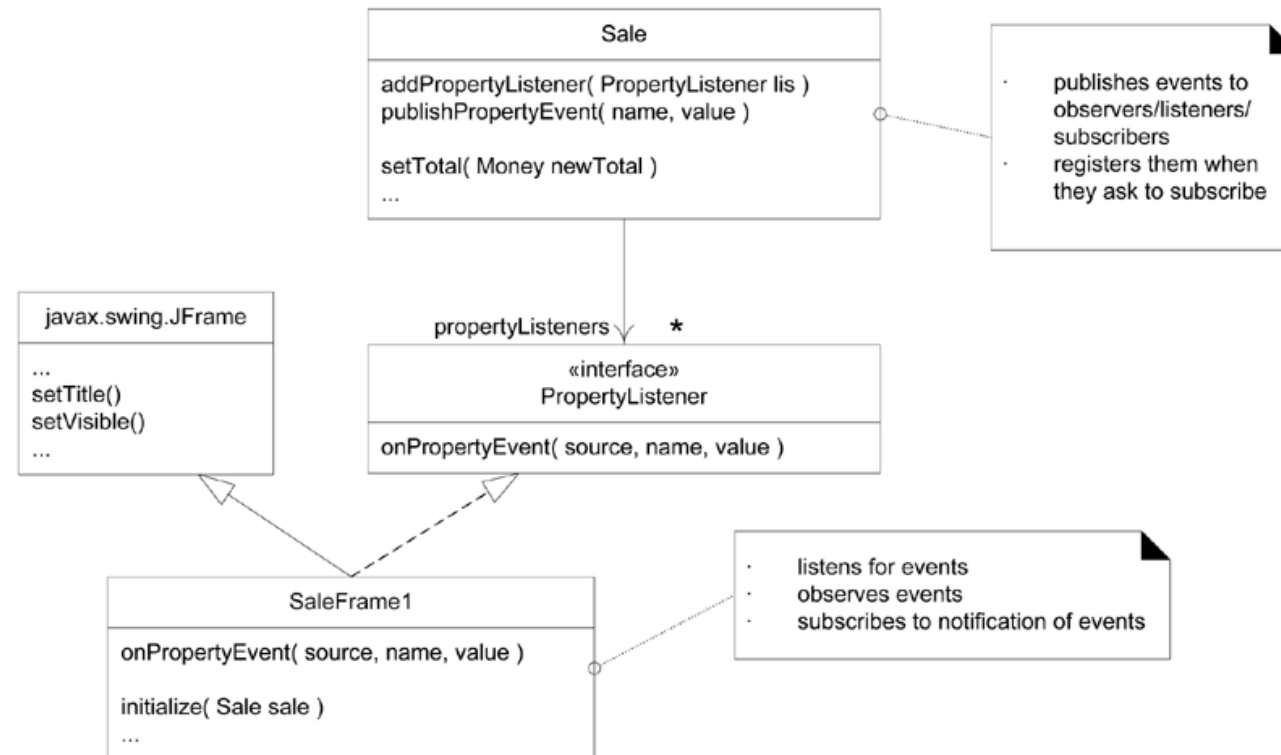 Sale
addPropertyListener( PropertyListener lis )
publishPropertyEvent( name, value )
setTotal( Money newTotal )
...
· publishes events to
observers/listeners/
subscribers
· registers them when
they ask to subscribe
javax.swing.JFrame
...
setTitle()
setVisible()
...
propertyListeners *
«interface»
PropertyListener
onPropertyEvent( source, name, value )
SaleFrame1
onPropertyEvent( source, name, value )
initialize( Sale sale )
...
· listens for events
· observes events
· subscribes to notification of events